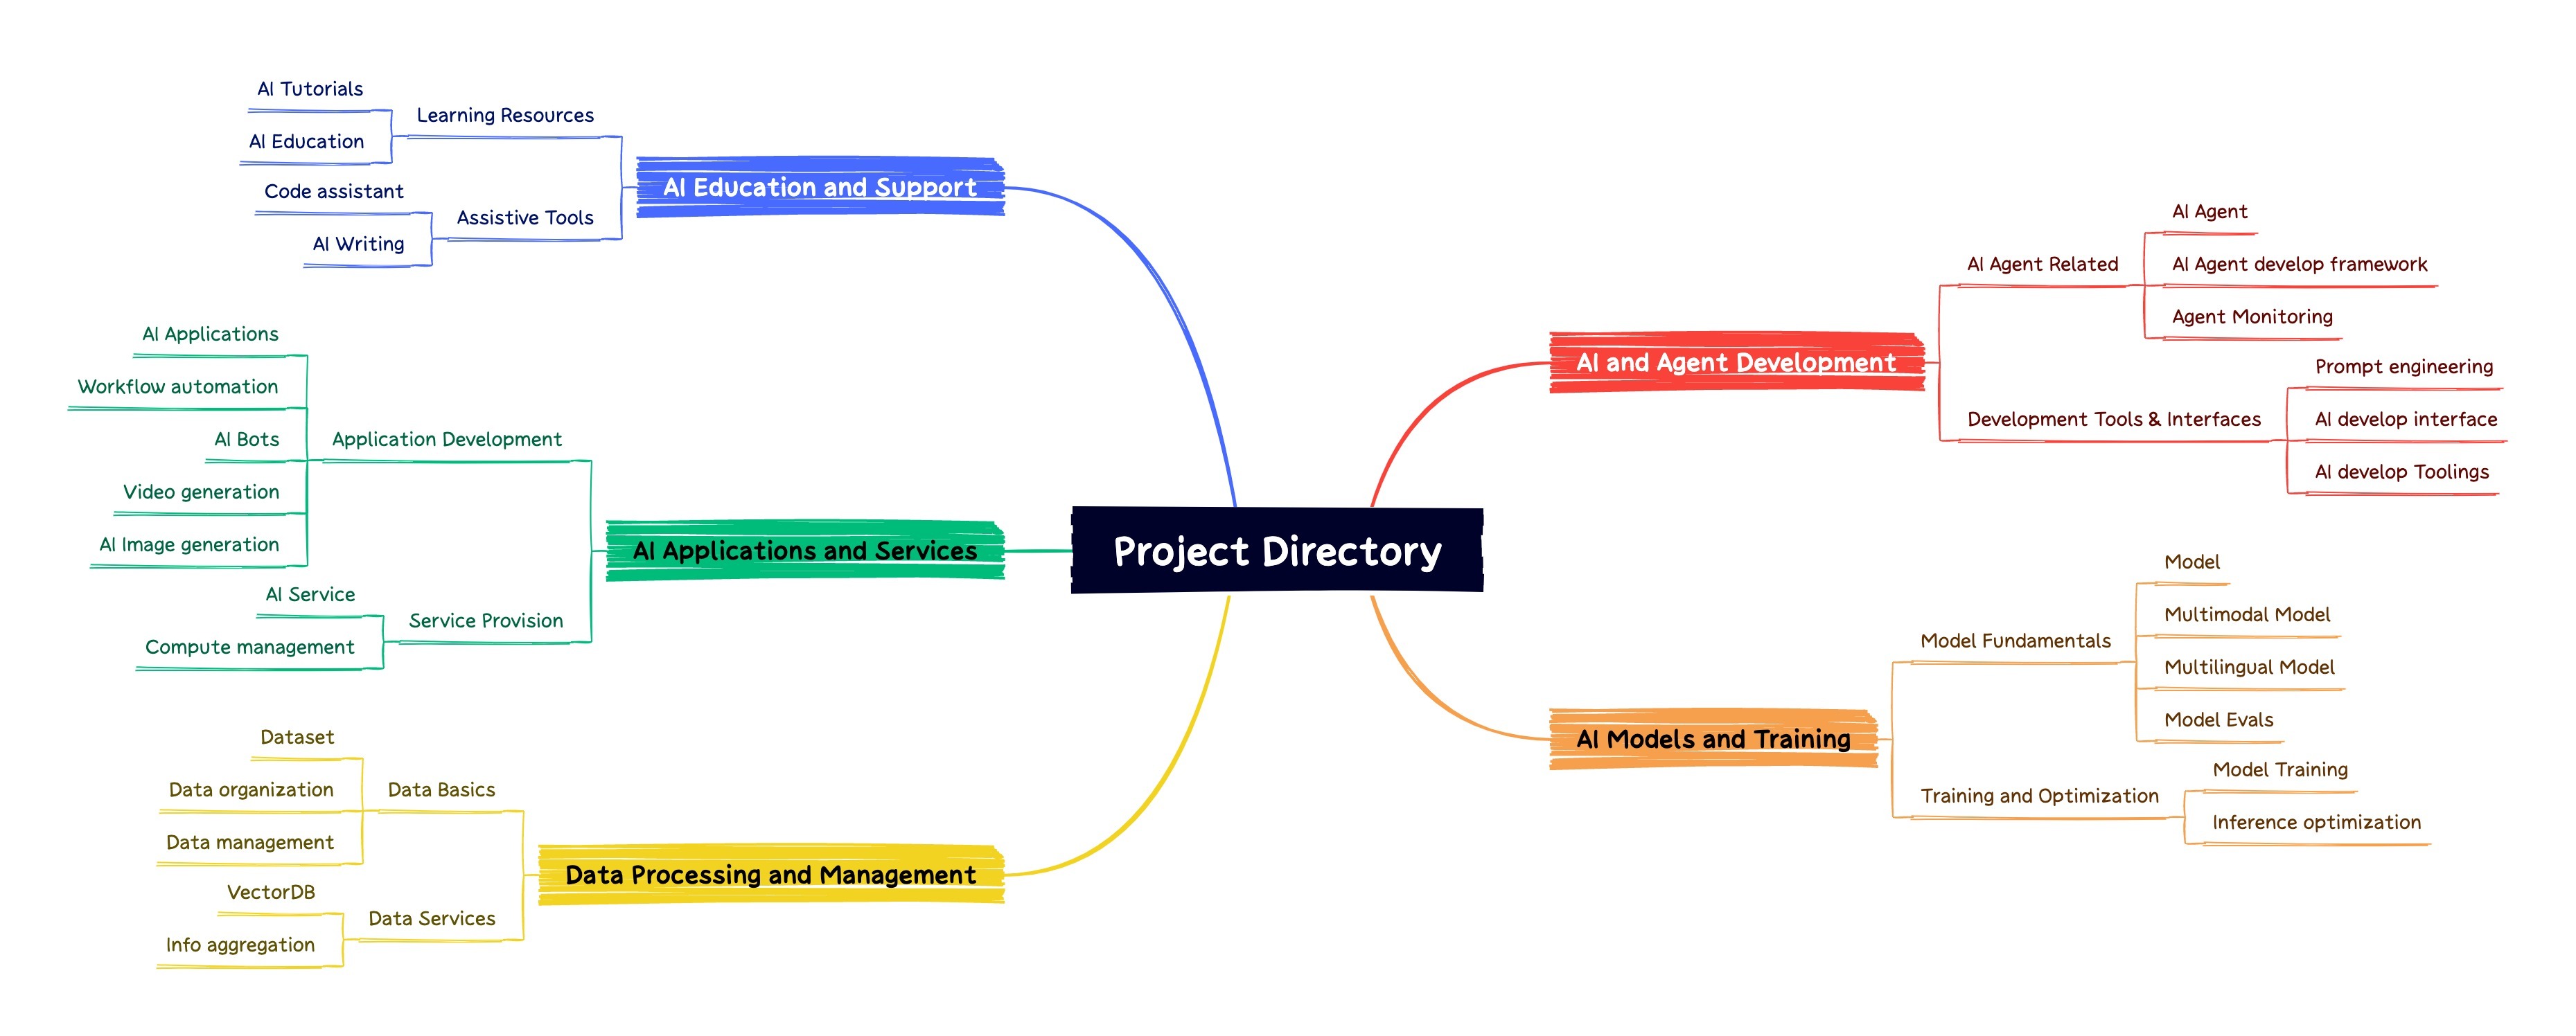 Project Directory
AI and Agent Development
AI Agent Related
AI Agent
AI Agent develop framework
Agent Monitoring
Development Tools & Interfaces
Prompt engineering
AI develop interface
AI develop Toolings
AI Models and Training
Model Fundamentals
Model
Multimodal Model
Multilingual Model
Model Evals
Training and Optimization
Model Training
Inference optimization
AI Education and Support
Learning Resources
AI Tutorials
AI Education
Assistive Tools
Code assistant
AI Writing
AI Applications and Services
Application Development
AI Applications
Workflow automation
AI Bots
Video generation
AI Image generation
Service Provision
AI Service
Compute management
Data Processing and Management
Data Basics
Dataset
Data organization
Data management
Data Services
VectorDB
Info aggregation